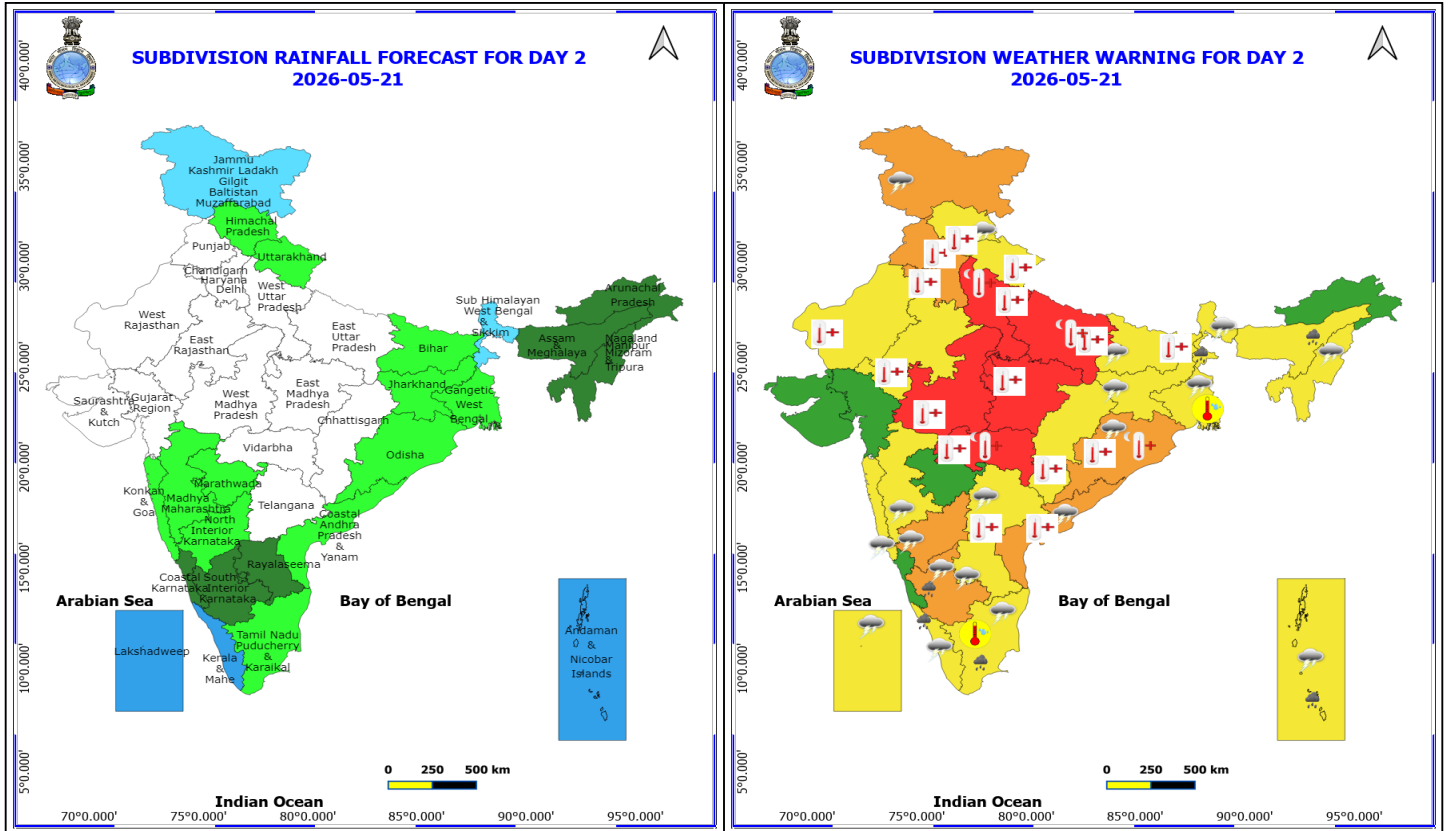 SUBDIVISION RAINFALL FORECAST FOR DAY 2
2026-05-21
40°0.000'
35°0.000'
30°0.000'
25°0.000'
20°0.000'
15°0.000'
10°0.000'
5°0.000'
Jammu
Kashmir Ladakh
Gilgit
Baltistan
Muzaffarabad
Himachal
Pradesh
Punjab
Uttarakhand
Chandigarh
Haryana
Delhi
West
Uttar
Pradesh
West
Rajasthan
East
Rajasthan
East
Uttar
Pradesh
Sub Himalayan
West Bengal
&
Sikkim
Arunachal
Pradesh
Assam
&
Meghalaya
Nagaland
Manipur
Mizoram
&
Tripura
Bihar
Jharkhand
Gangetic
West
Bengal
Saurashtra
&
Kutch
Gujarat
Region
West
Madhya
Pradesh
East
Madhya
Pradesh
Chhattisgarh
Vidarbha
Odisha
Konkan
&
Goa
Marathwada
Madhya
Maharashtra
North
Interior
Karnataka
Telangana
Coastal
Andhra
Pradesh
&
Yanam
Rayalaseema
Coastal
Karnataka
South
Interior
Karnataka
Arabian Sea
Bay of Bengal
Lakshadweep
Kerala
&
Mahe
Tamil Nadu
Puducherry
&
Karaikal
Andaman
&
Nicobar
Islands
0 250 500 km
Indian Ocean
70°0.000' 75°0.000' 80°0.000' 85°0.000' 90°0.000' 95°0.000'
SUBDIVISION WEATHER WARNING FOR DAY 2
2026-05-21
40°0.000'
35°0.000'
30°0.000'
25°0.000'
20°0.000'
15°0.000'
10°0.000'
5°0.000'
Arabian Sea
Bay of Bengal
0 250 500 km
Indian Ocean
70°0.000' 75°0.000' 80°0.000' 85°0.000' 90°0.000' 95°0.000'